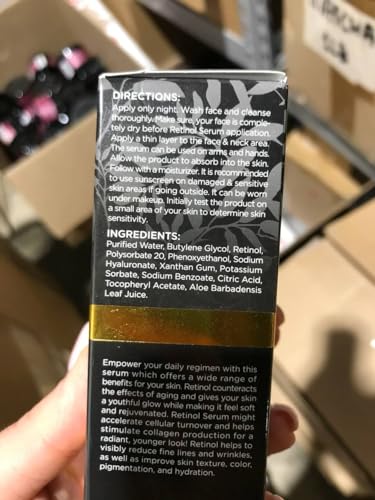 DIRECTIONS:
Apply only night. Wash face and cleanse
thoroughly. Make sure, your face is comple-
tely dry before Retinol Serum application.
Apply a thin layer to the face & neck area.
The serum can be used on arms and hands.
Allow the product to absorb into the skin.
Follow with a moisturizer. It is recommended
to use sunscreen on damaged & sensitive
skin areas if going outside. It can be worn
under makeup. Initially test the product on
a small area of your skin to determine skin
sensitivity.
INGREDIENTS:
Purified Water, Butylene Glycol, Retinol,
Polysorbate 20, Phenoxyethanol, Sodium
Hyaluronate, Xanthan Gum, Potassium
Sorbate, Sodium Benzoate, Citric Acid,
Tocopheryl Acetate, Aloe Barbadensis
Leaf Juice.
Empower your daily regimen with this
serum which offers a wide range of
benefits for your skin. Retinol counteracts
the effects of aging and gives your skin
a youthful glow while making it feel soft
and rejuvenated. Retinol Serum might
accelerate cellular turnover and helps
stimulate collagen production for a
radiant, younger look! Retinol helps to
visibly reduce fine lines and wrinkles,
as well as improve skin texture, color,
pigmentation, and hydration.